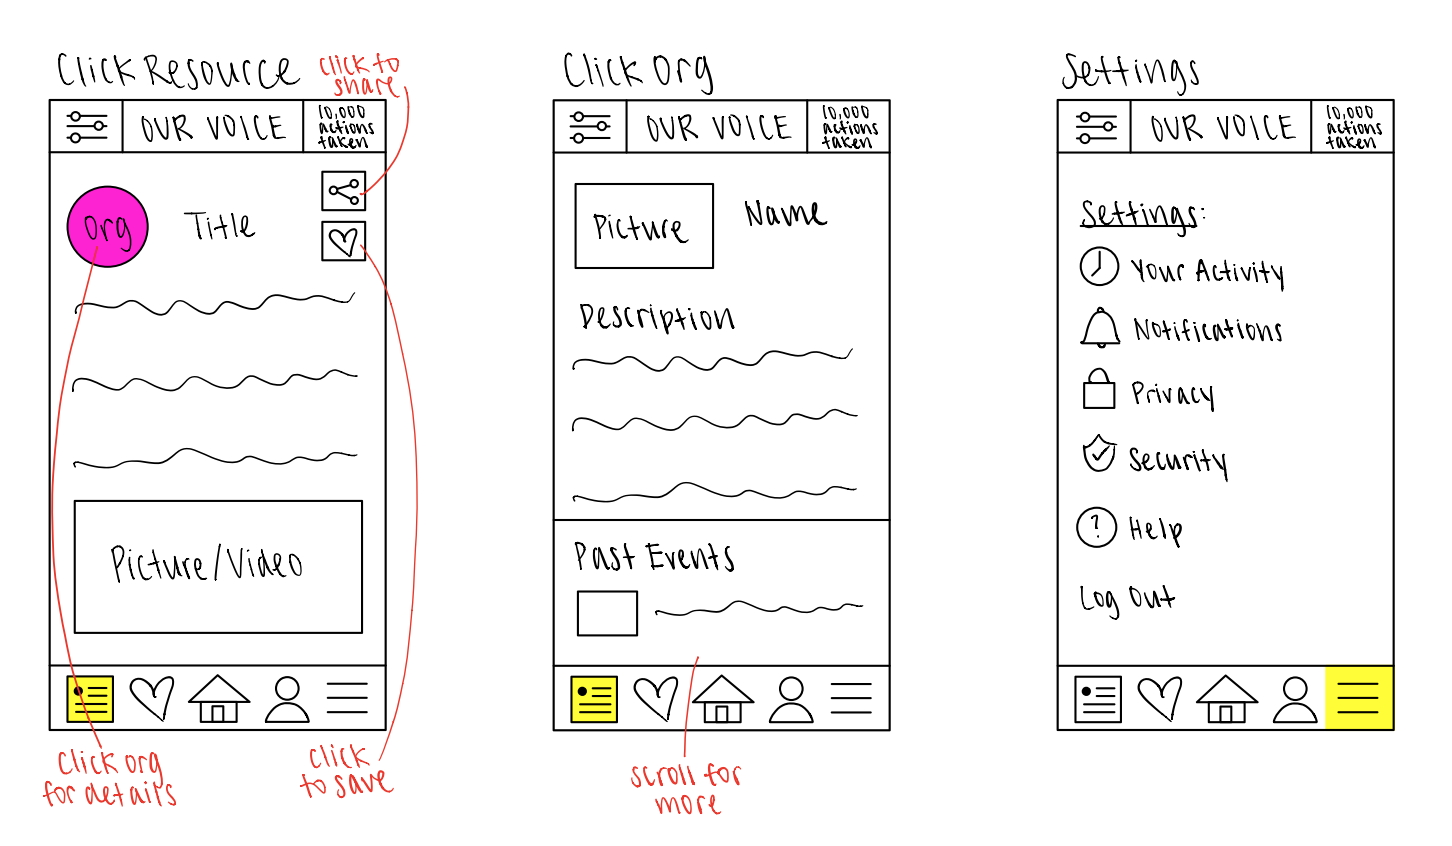 Click Resource
click to
share
OUR VOICE
10,000
actions
taken
Org
Title
Picture/Video
click org
for details
click
to save
Click Org
OUR VOICE
10,000
actions
taken
Picture
Name
Description
Past Events
scroll for
more
Settings
OUR VOICE
10,000
actions
taken
Settings:
Your Activity
Notifications
Privacy
Security
? Help
Log Out